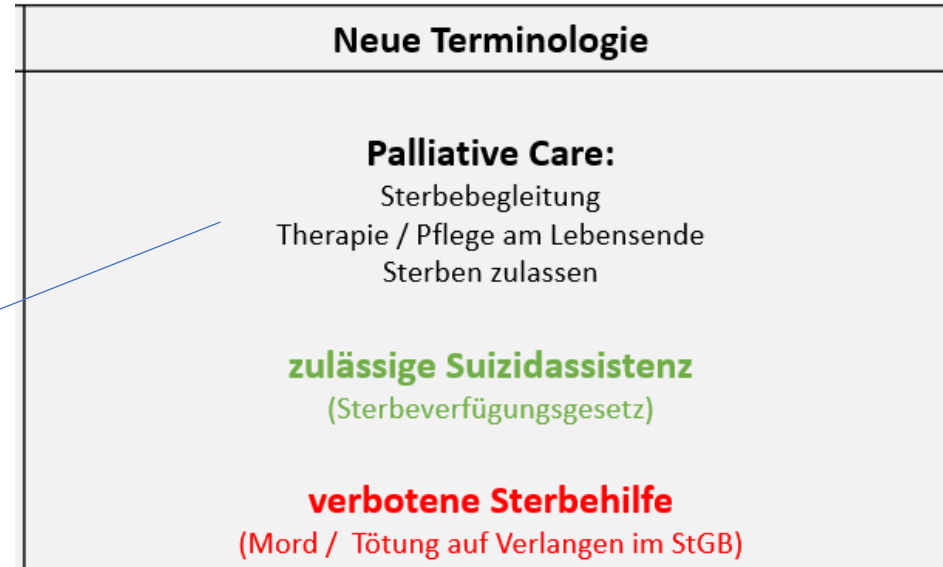 Neue Terminologie
Palliative Care:
Sterbebegleitung
Therapie / Pflege am Lebensende
Sterben zulassen
zulässige Suizidassistenz
(Sterbeverfügungsgesetz)
verbotene Sterbehilfe
(Mord / Tötung auf Verlangen im StGB)